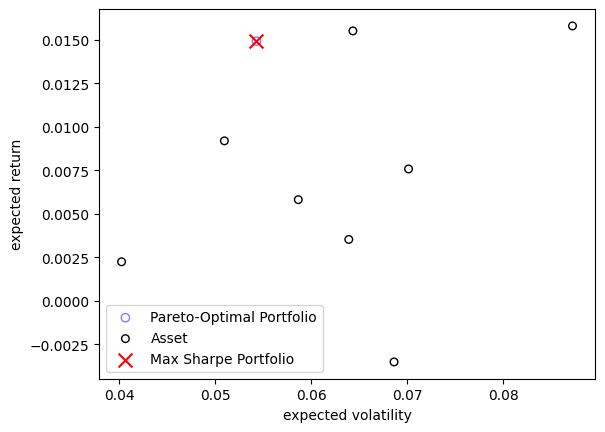 0.0150
0.0125
0.0100
0.0075
0.0050
0.0025
0.0000
−0.0025
expected return
Pareto-Optimal Portfolio
Asset
Max Sharpe Portfolio
0.04 0.05 0.06 0.07 0.08
expected volatility